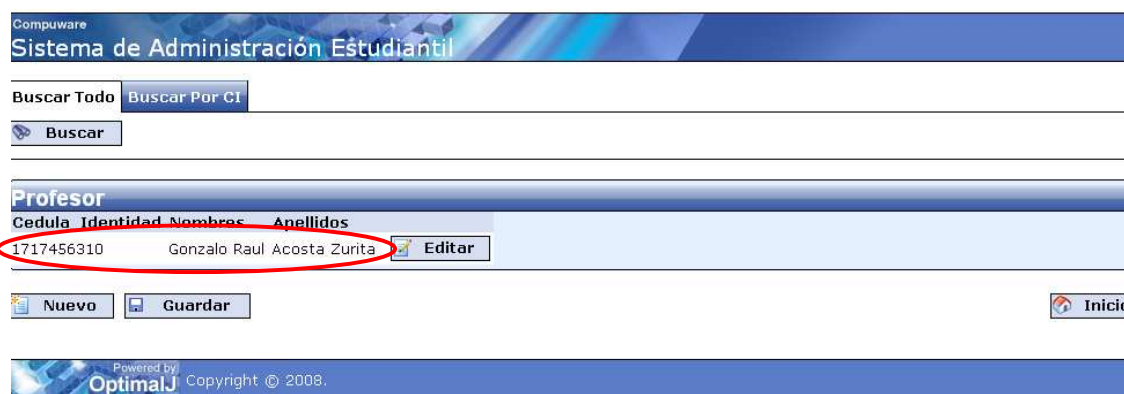 Compuware
Sistema de Administración Estudiantil
Buscar Todo Buscar Por CI
Buscar
Profesor
Cedula Identidad Nombres Apellidos
1717456310 Gonzalo Raul Acosta Zurita Editar
Nuevo Guardar Inicio
Powered by
OptimalJ Copyright © 2008.